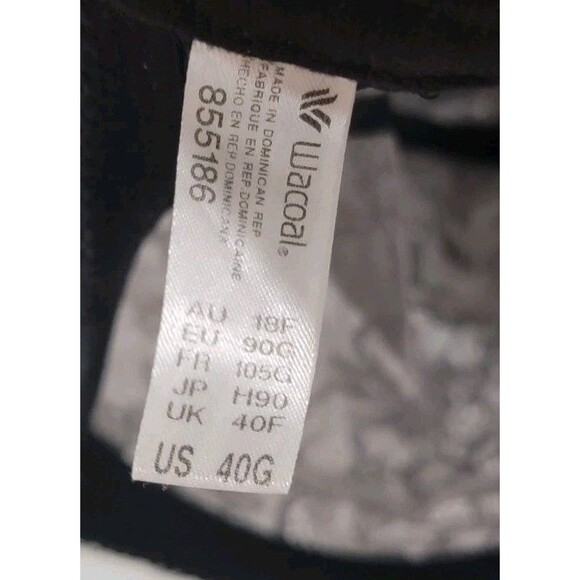 wacoal®
MADE IN DOMINICAN REP
FABRIQUE EN REP. DOMINICAINE
HECHO EN REP. DOMINICANA
855186
AU 18F
EU 90G
FR 105G
JP H90
UK 40F
US 40G